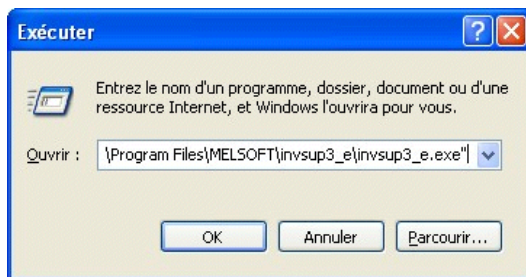 Exécuter
Entrez le nom d'un programme, dossier, document ou d'une
ressource Internet, et Windows l'ouvrira pour vous.
Ouvrir : \Program Files\MELSOFT\invsup3_e\invsup3_e.exe"
OK Annuler Parcourir...